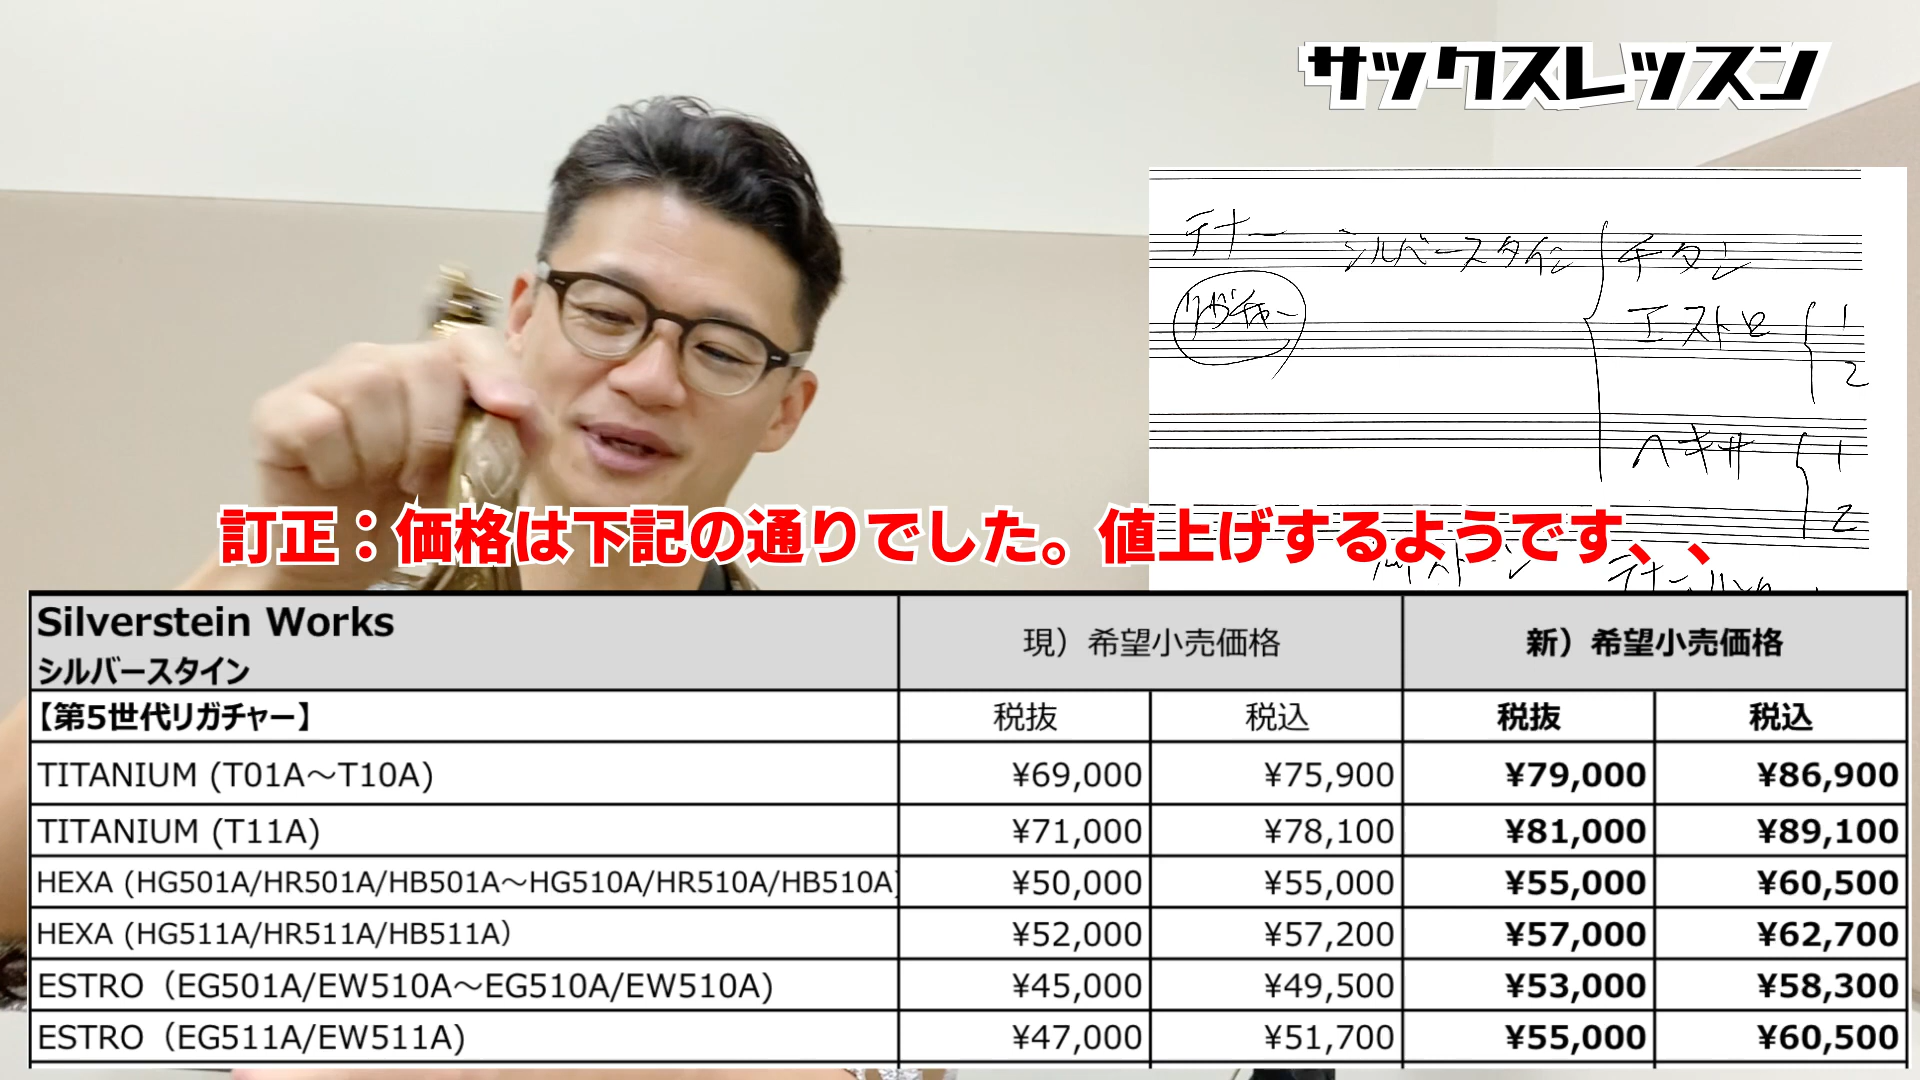 サックスレッスン
テナー シルバースタイン チタン
リガチャー エストロ 1
2
ヘキサ 1
2
訂正：価格は下記の通りでした。値上げするようです、、
Silverstein Works 現）希望小売価格 新）希望小売価格
シルバースタイン
【第5世代リガチャー】 税抜 税込 税抜 税込
TITANIUM (T01A～T10A) ¥69,000 ¥75,900 ¥79,000 ¥86,900
TITANIUM (T11A) ¥71,000 ¥78,100 ¥81,000 ¥89,100
HEXA (HG501A/HR501A/HB501A～HG510A/HR510A/HB510A) ¥50,000 ¥55,000 ¥55,000 ¥60,500
HEXA (HG511A/HR511A/HB511A） ¥52,000 ¥57,200 ¥57,000 ¥62,700
ESTRO（EG501A/EW510A～EG510A/EW510A) ¥45,000 ¥49,500 ¥53,000 ¥58,300
ESTRO（EG511A/EW511A) ¥47,000 ¥51,700 ¥55,000 ¥60,500